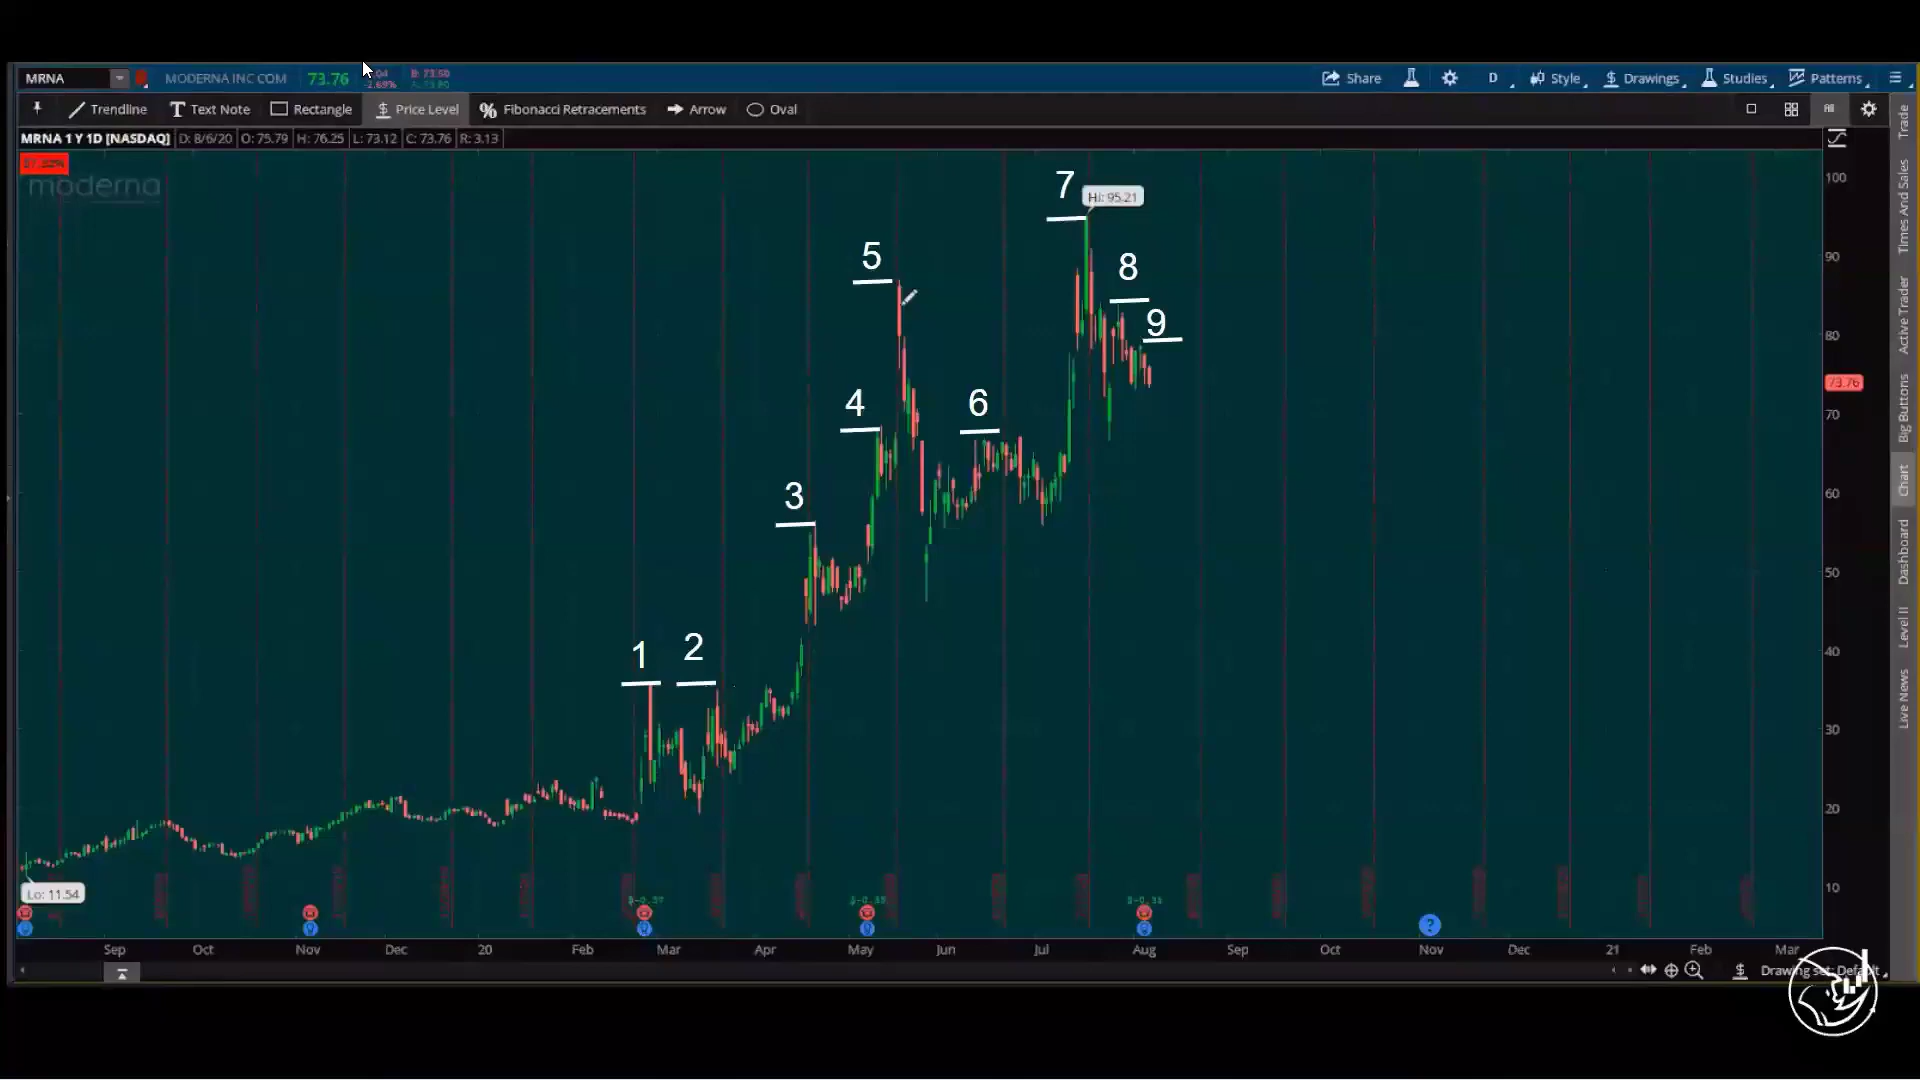 MRNA MODERNA INC COM 73.76 Share D Style Drawings Studies Patterns
Trendline Text Note Rectangle Price Level Fibonacci Retracements Arrow Oval
MRNA 1 Y 1D [NASDAQ] D: 8/6/20 O: 75.79 H: 76.25 L: 73.12 C: 73.76 R: 3.13
moderna
7
Hi: 95.21
5
8
9
4
6
3
1
2
100
90
80
73.76
70
60
50
40
30
20
10
Lo: 11.54
Sep Oct Nov Dec 20 Feb Mar Apr May Jun Jul Aug Sep Oct Nov Dec 21 Feb Mar
?
Drawing set: Default
Trade
Times And Sales
Active Trader
Big Buttons
Chart
Dashboard
Level II
Live News